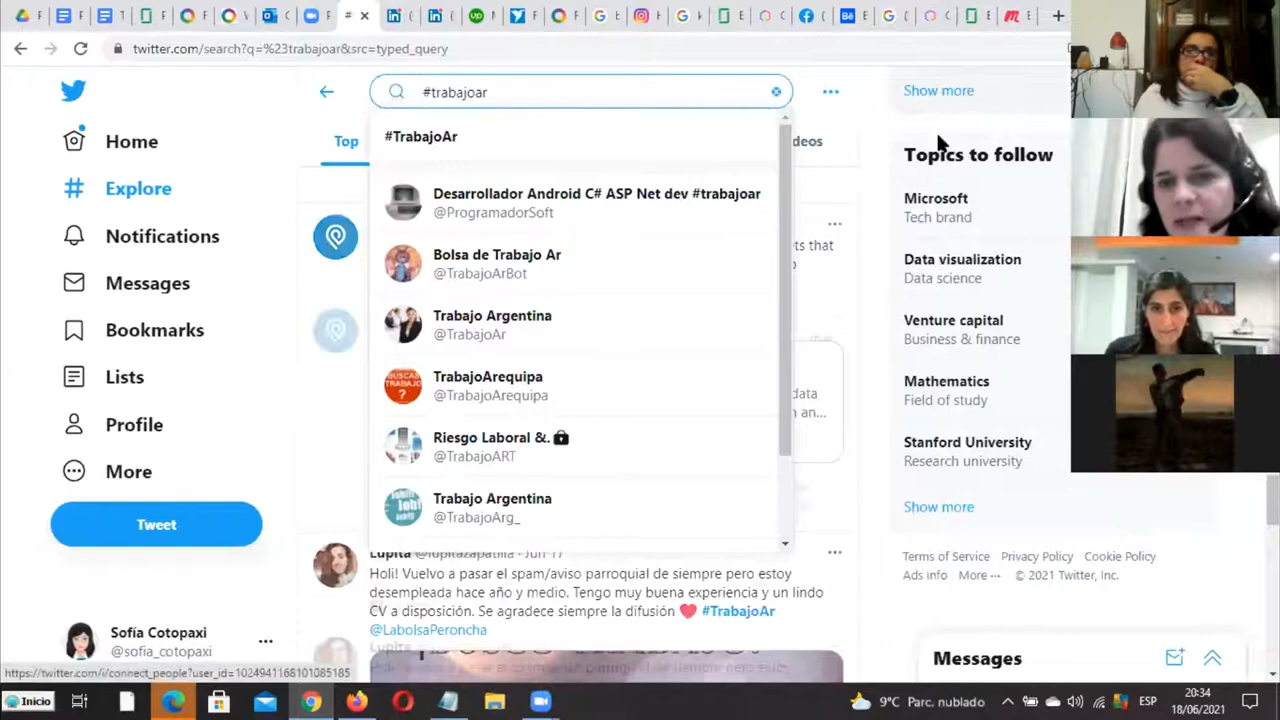 twitter.com/search?q=%23trabajoar&src=typed_query
#trabajoar
Show more
#TrabajoAr
Home
Top
deos
Topics to follow
Explore
Desarrollador Android C# ASP Net dev #trabajoar
@ProgramadorSoft
Microsoft
Tech brand
Notifications
Bolsa de Trabajo Ar
@TrabajoArBot
ets that
Data visualization
Data science
Messages
Trabajo Argentina
@TrabajoAr
Venture capital
Business & finance
Bookmarks
Lists
TrabajoArequipa
@TrabajoArequipa
BUSCAS
TRABAJO
?
data
n an...
Mathematics
Field of study
Profile
Riesgo Laboral &.
@TrabajoART
Stanford University
Research university
More
Trabajo Argentina
@TrabajoArg_
Show more
Tweet
Lupita @lupitazapatilla · Jun 17
Holi! Vuelvo a pasar el spam/aviso parroquial de siempre pero estoy
desempleada hace año y medio. Tengo muy buena experiencia y un lindo
CV a disposición. Se agradece siempre la difusión ❤ #TrabajoAr
@LabolsaPeroncha
Terms of Service Privacy Policy Cookie Policy
Ads info More ··· © 2021 Twitter, Inc.
Sofía Cotopaxi
@sofia_cotopaxi
Messages
https://twitter.com/i/connect_people?user_id=1024941168101085185
Inicio
9°C Parc. nublado
ESP
20:34
18/06/2021